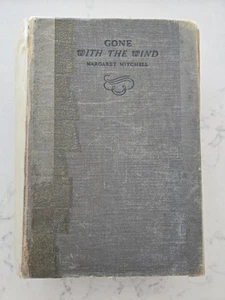 GONE
WITH THE WIND
MARGARET MITCHELL